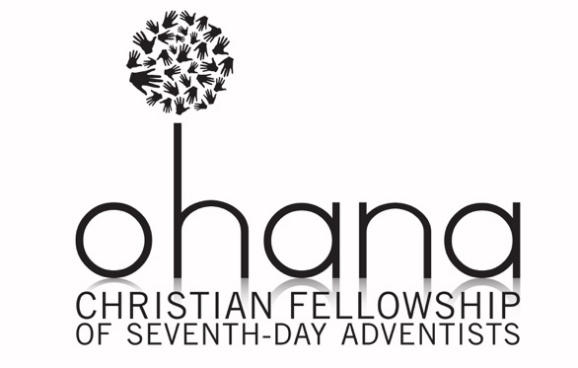 ohana
CHRISTIAN FELLOWSHIP
OF SEVENTH-DAY ADVENTISTS